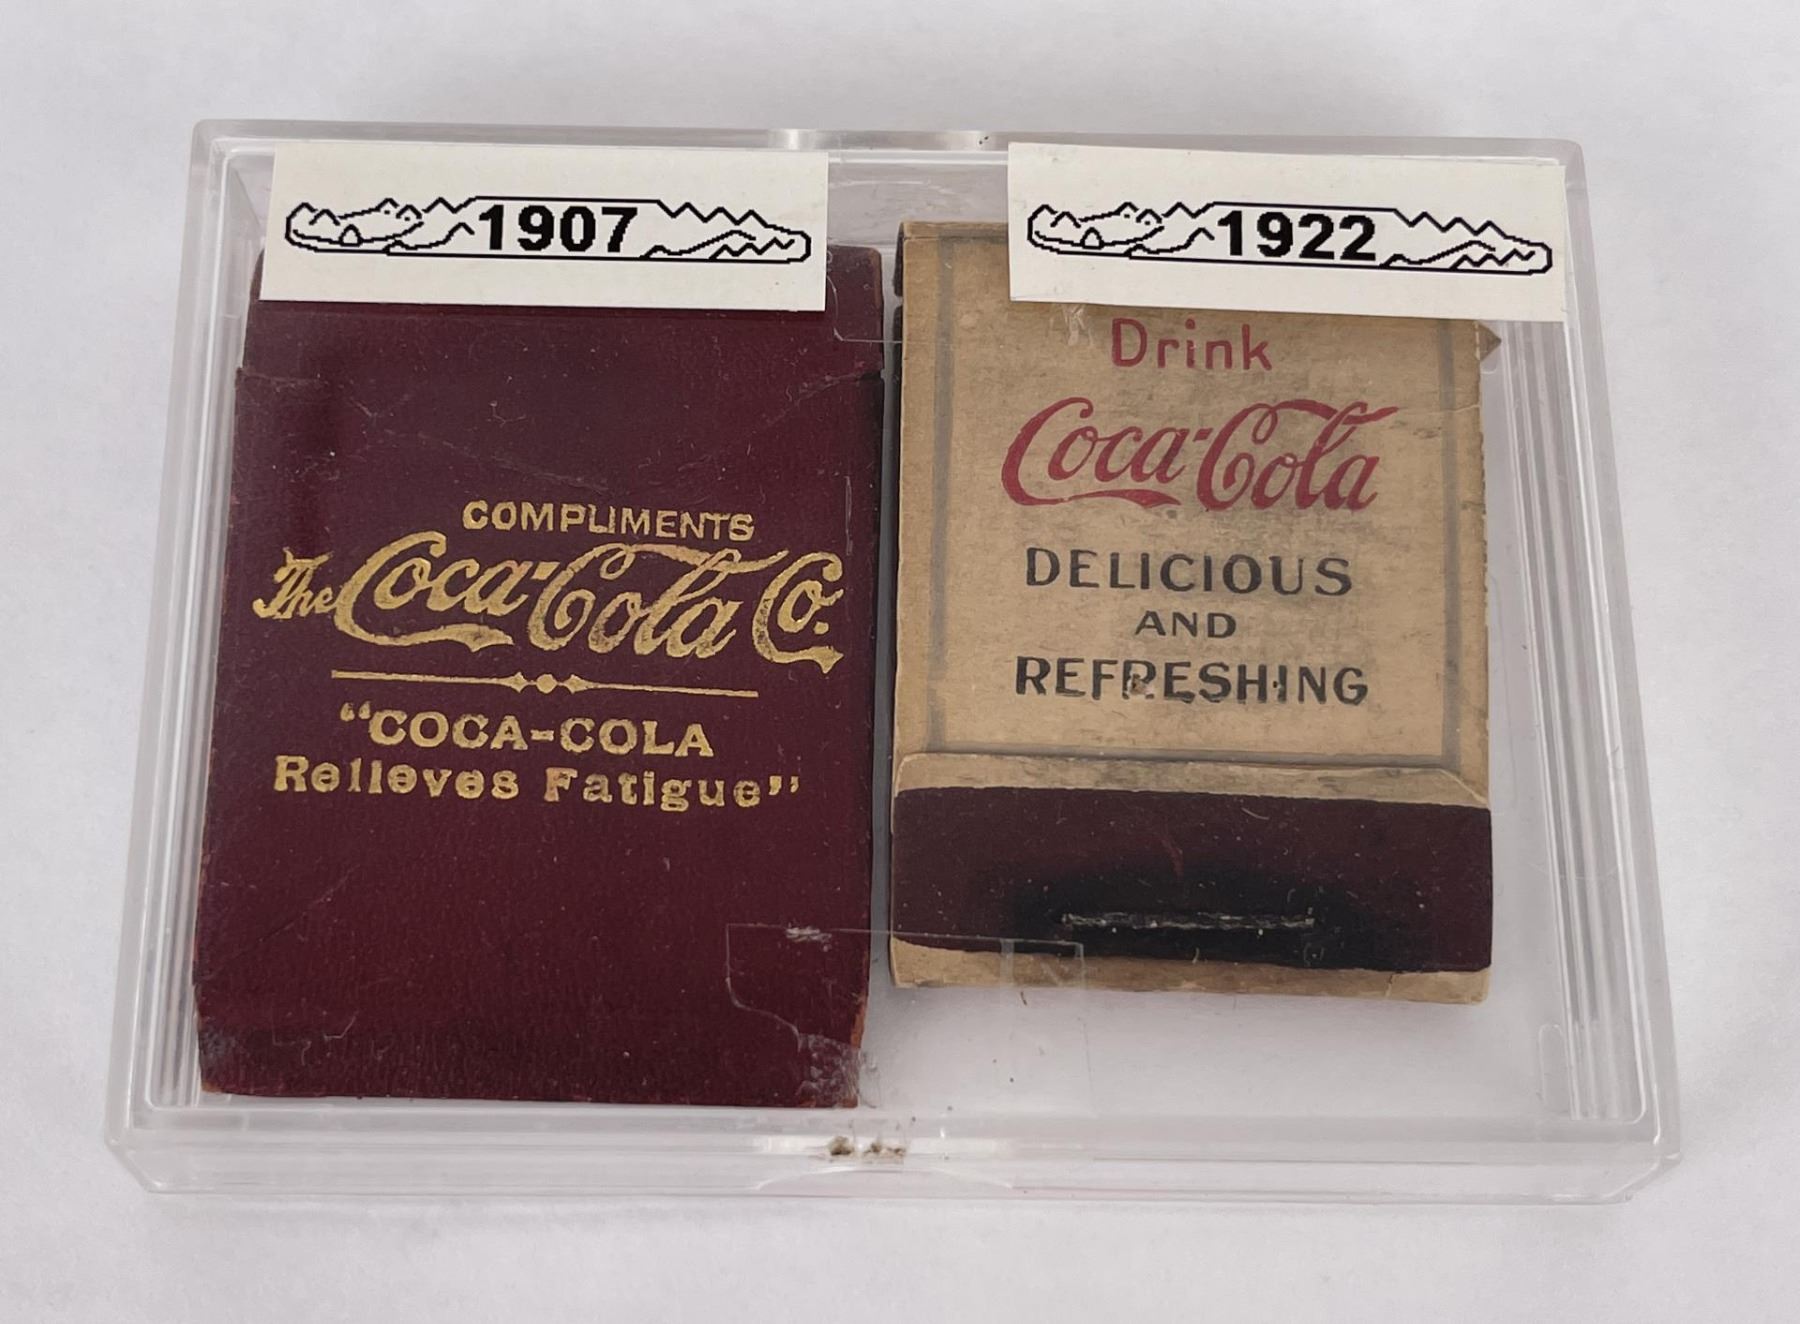 1907
COMPLIMENTS
The Coca-Cola Co.
“COCA-COLA
Relieves Fatigue”
1922
Drink
Coca-Cola
DELICIOUS
AND
REFRESHING